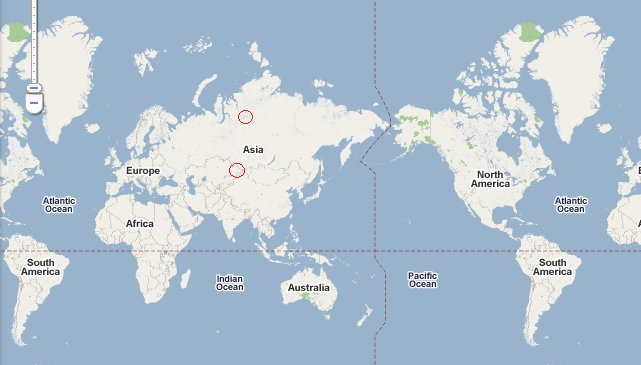 Asia
Europe
North
America
Atlantic
Ocean
Atlantic
Ocean
Africa
South
America
Indian
Ocean
Australia
Pacific
Ocean
South
America